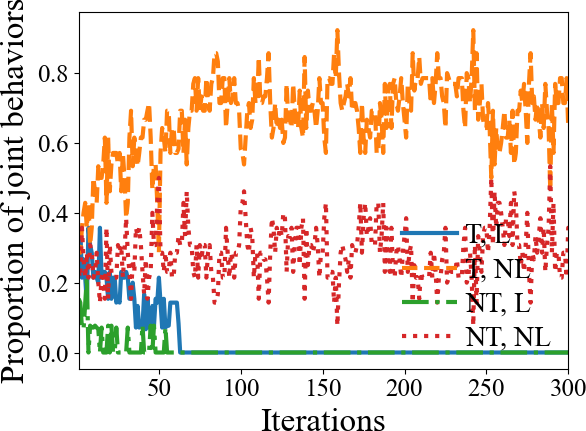 Proportion of joint behaviors
0.8
0.6
0.4
0.2
0.0
T, L
T, NL
NT, L
NT, NL
50
100
150
200
250
300
Iterations